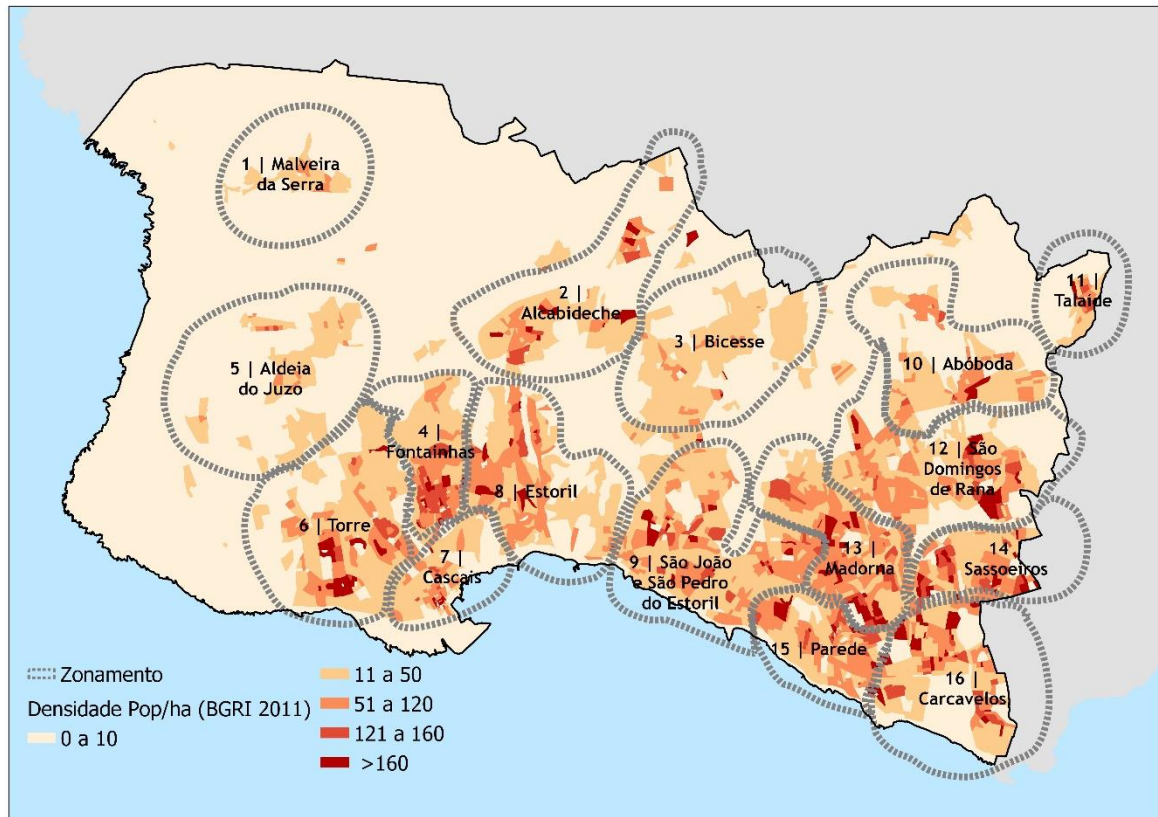 1 | Malveira
da Serra
2 |
Alcabideche
3 | Bicesse
11 |
Talaide
5 | Aldeia
do Juzo
10 | Abóboda
4 |
Fontainhas
12 | São
Domingos
de Rana
8 | Estoril
6 | Torre
7 |
Cascais
9 | São João
e São Pedro
do Estoril
13 |
Madorna
14 |
Sassoeiros
15 | Parede
16 |
Carcavelos
Zonamento
Densidade Pop/ha (BGRI 2011)
0 a 10
11 a 50
51 a 120
121 a 160
>160